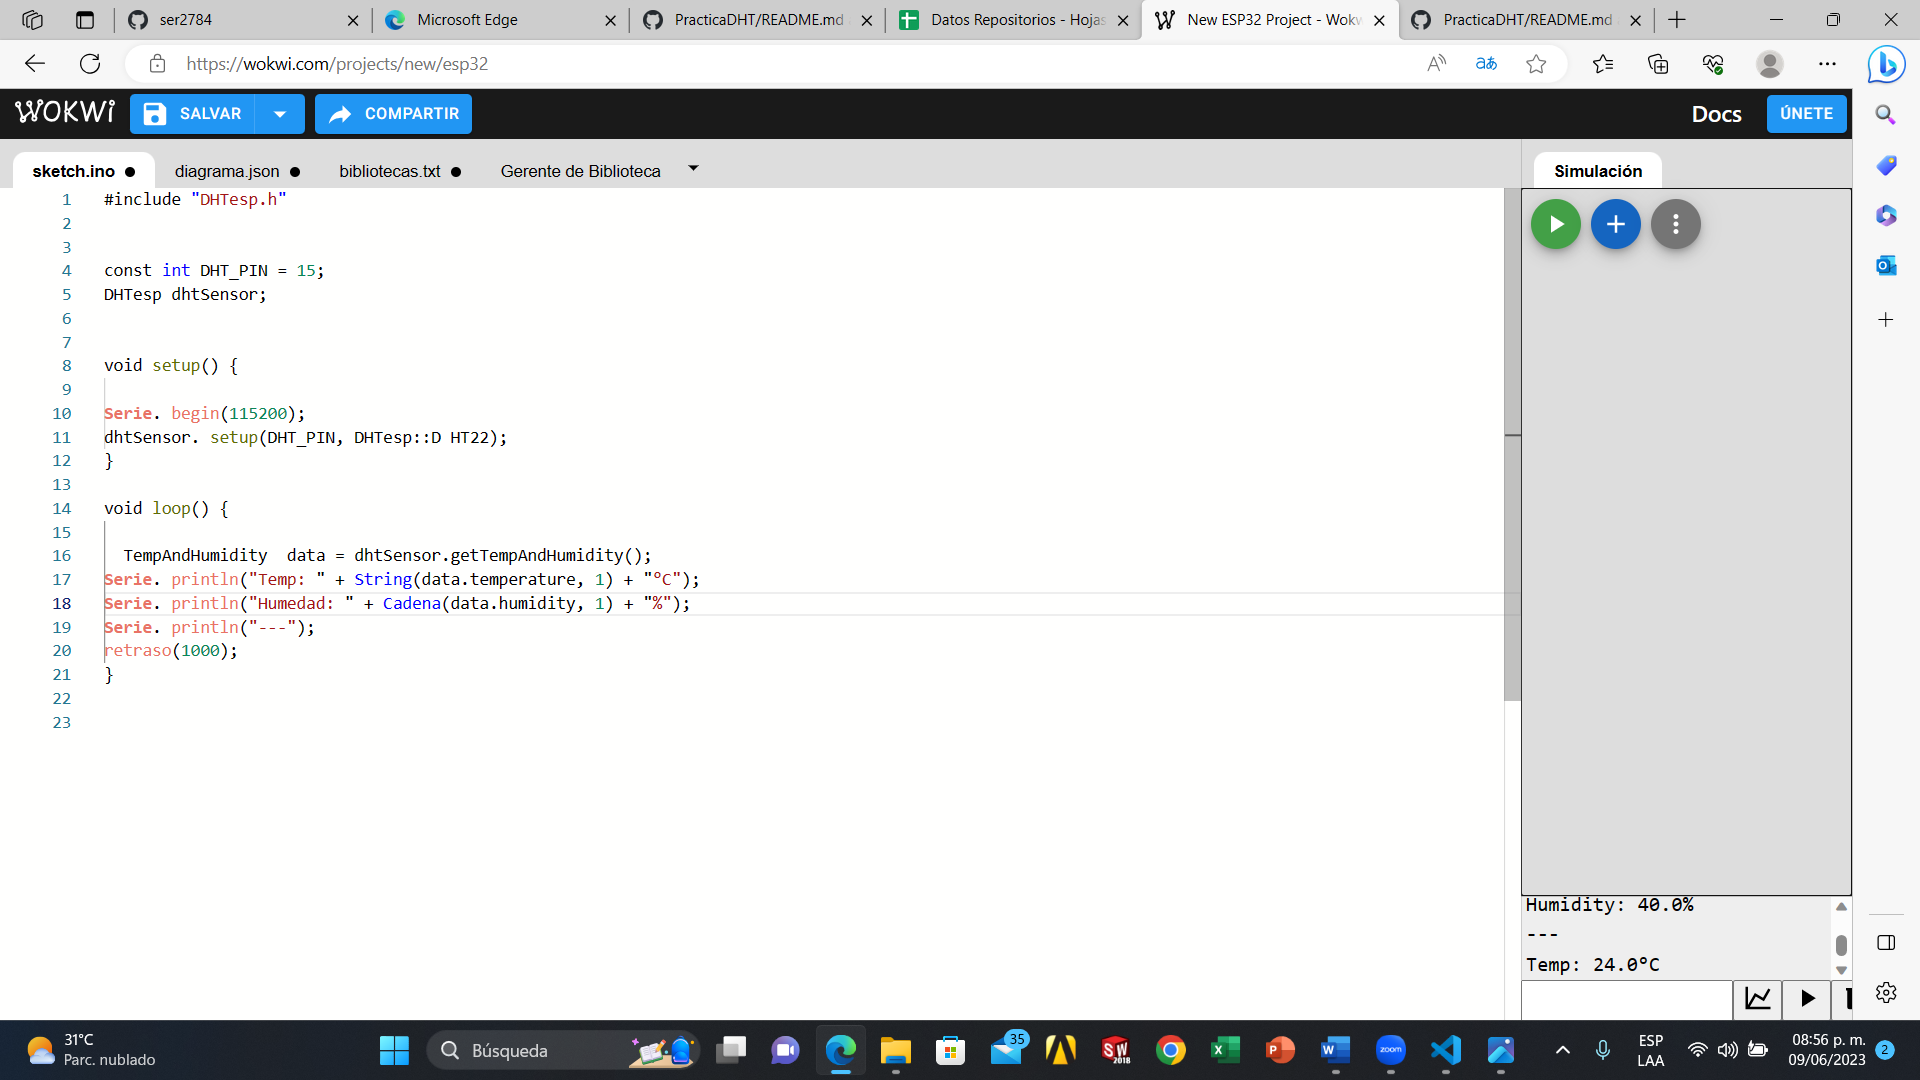 ser2784
Microsoft Edge
PracticaDHT/README.md
Datos Repositorios - Hojas
New ESP32 Project - Wokw
PracticaDHT/README.md
https://wokwi.com/projects/new/esp32
WOKWi
SALVAR
COMPARTIR
Docs
ÚNETE
sketch.ino ●
diagrama.json ●
bibliotecas.txt ●
Gerente de Biblioteca
Simulación
1 #include "DHTesp.h"
2
3
4 const int DHT_PIN = 15;
5 DHTesp dhtSensor;
6
7
8 void setup() {
9
10 Serie. begin(115200);
11 dhtSensor. setup(DHT_PIN, DHTesp::D HT22);
12 }
13
14 void loop() {
15
16 TempAndHumidity  data = dhtSensor.getTempAndHumidity();
17 Serie. println("Temp: " + String(data.temperature, 1) + "°C");
18 Serie. println("Humedad: " + Cadena(data.humidity, 1) + "%");
19 Serie. println("---");
20 retraso(1000);
21 }
22
23
Humidity: 40.0%
---
Temp: 24.0°C
31°C
Parc. nublado
Búsqueda
35
SW
2018
zoom
ESP
LAA
08:56 p. m.
09/06/2023
2